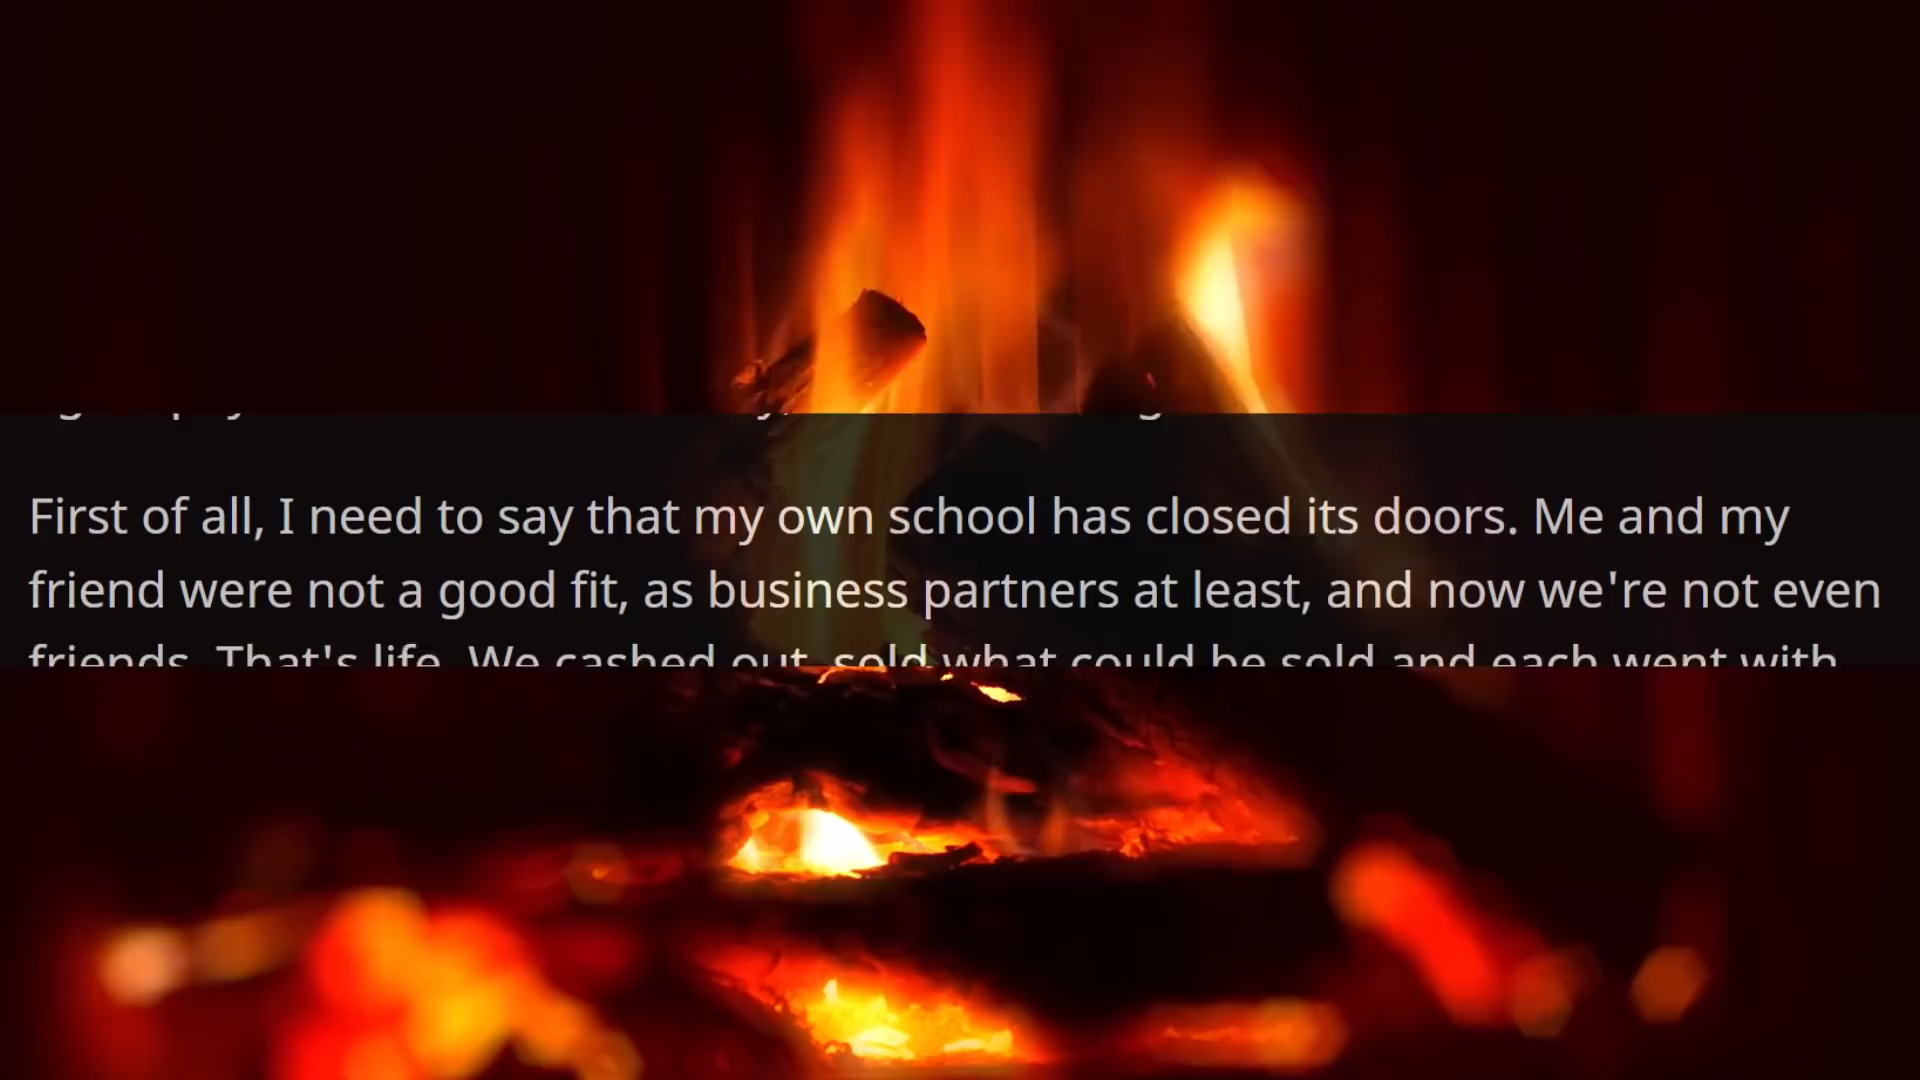 First of all, I need to say that my own school has closed its doors. Me and my
friend were not a good fit, as business partners at least, and now we're not even
friends. That's life. We cashed out, sold what could be sold and each went with